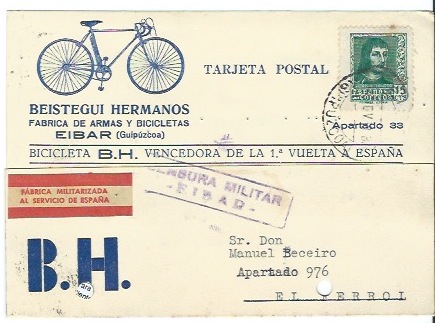 TARJETA POSTAL
15
BEISTEGUI HERMANOS
FABRICA DE ARMAS Y BICICLETAS
EIBAR (Guipúzcoa)
Apartado 33
BICICLETA B.H. VENCEDORA DE LA 1.ª VUELTA A ESPAÑA
FÁBRICA MILITARIZADA
AL SERVICIO DE ESPAÑA
CENSURA MILITAR
- EIBAR -
B.H.
Sr. Don
Manuel Beceiro
Apartado 976
EL FERROL